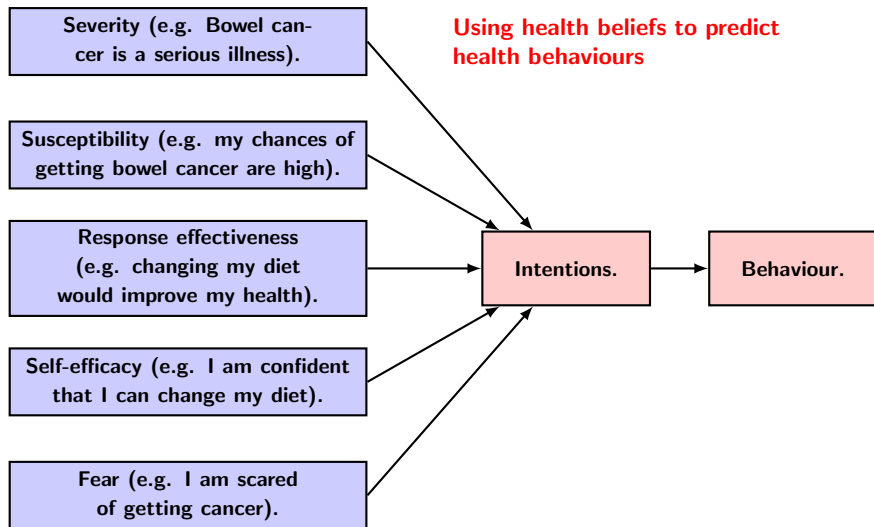 Severity (e.g. Bowel can-
cer is a serious illness).
Using health beliefs to predict
health behaviours
Susceptibility (e.g. my chances of
getting bowel cancer are high).
Response effectiveness
(e.g. changing my diet
would improve my health).
Intentions.
Behaviour.
Self-efficacy (e.g. I am confident
that I can change my diet).
Fear (e.g. I am scared
of getting cancer).